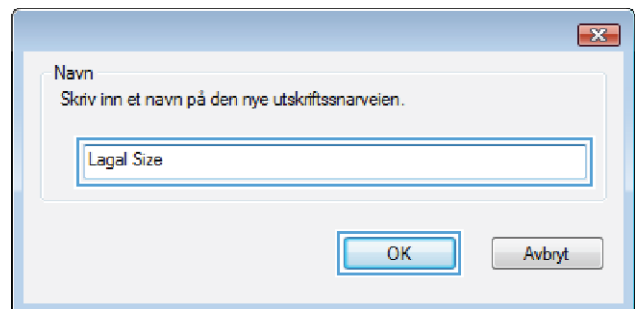 Navn
Skriv inn et navn på den nye utskriftssnarveien.
Lagal Size
OK
Avbryt